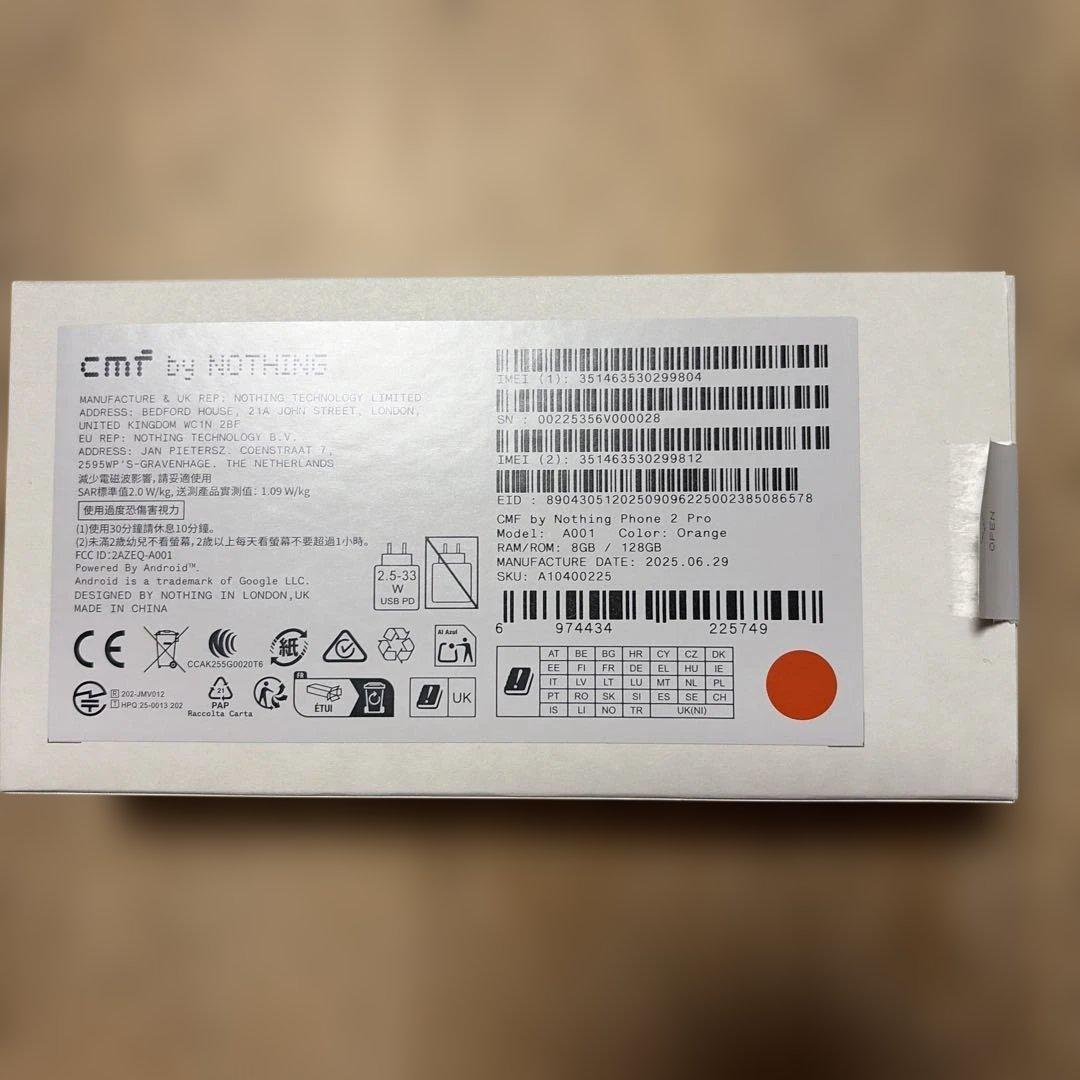 cmf by NOTHING
MANUFACTURE & UK REP: NOTHING TECHNOLOGY LIMITED
ADDRESS: BEDFORD HOUSE, 21A JOHN STREET, LONDON,
UNITED KINGDOM WC1N 2BF
EU REP: NOTHING TECHNOLOGY B.V.
ADDRESS: JAN PIETERSZ. COENSTRAAT 7,
2595WP'S-GRAVENHAGE. THE NETHERLANDS
減少電磁波影響,請妥適使用
SAR標準值2.0 W/kg, 送測產品實測值: 1.09 W/kg
使用過度恐傷害視力
(1)使用30分鐘請休息10分鐘。
(2)未滿2歲幼兒不看螢幕,2歲以上每天看螢幕不要超過1小時。
FCC ID:2AZEQ-A001
Powered By Android™.
Android is a trademark of Google LLC.
DESIGNED BY NOTHING IN LONDON,UK
MADE IN CHINA
2.5-33
W
USB PD
CE
CCAK255G0020T6
紙
Al Azul
R 202-JMV012
T HPQ 25-0013 202
21
PAP
Raccolta Carta
FR
ÉTUI
UK
IMEI (1): 351463530299804
SN : 00225356V000028
IMEI (2): 351463530299812
EID : 89043051202509096225002385086578
CMF by Nothing Phone 2 Pro
Model: A001 Color: Orange
RAM/ROM: 8GB / 128GB
MANUFACTURE DATE: 2025.06.29
SKU: A10400225
6 974434 225749
AT BE BG HR CY CZ DK
EE FI FR DE EL HU IE
IT LV LT LU MT NL PL
PT RO SK SI ES SE CH
IS LI NO TR UK(NI)
OPEN